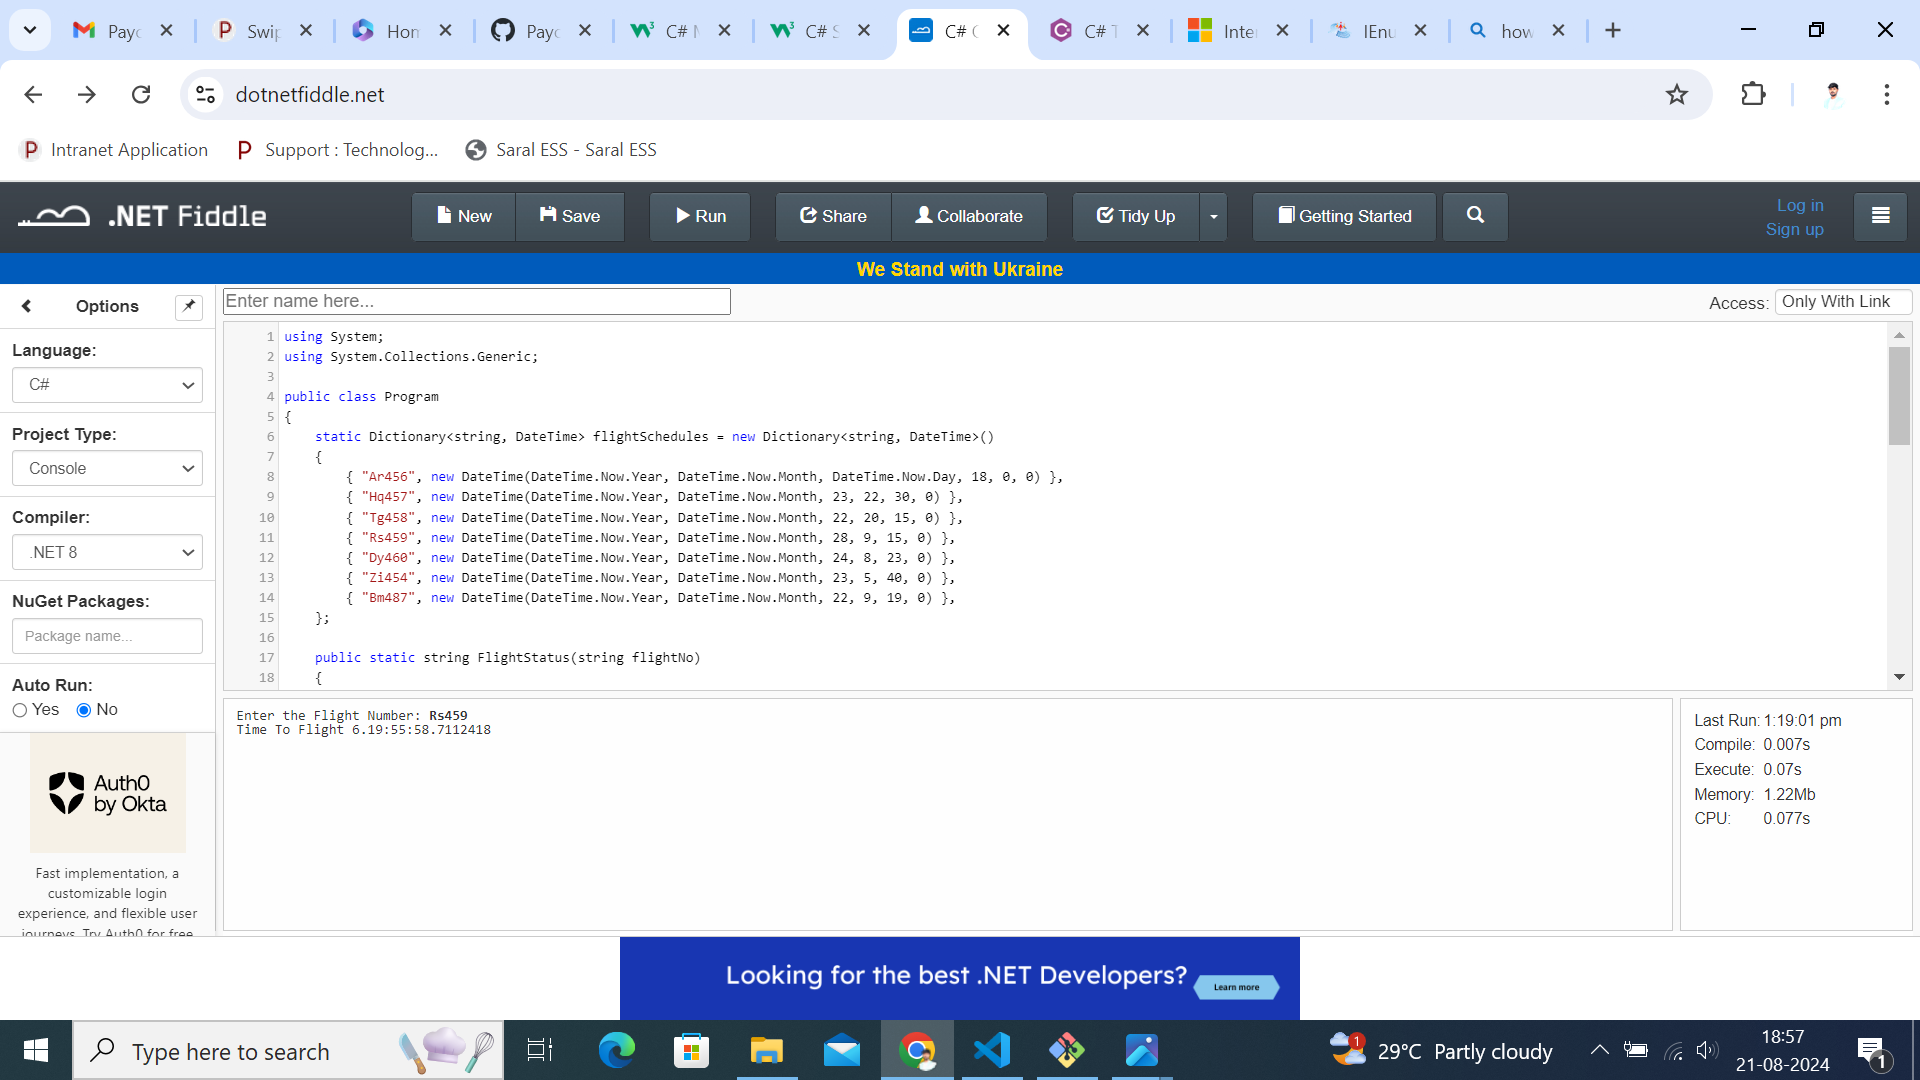 Payc
Swip
Hom
Payc
C# M
C# S
C# C
C# T
Inte
IEnu
how
dotnetfiddle.net
Intranet Application
Support : Technolog...
Saral ESS - Saral ESS
.NET Fiddle
New
Save
Run
Share
Collaborate
Tidy Up
Getting Started
Log in
Sign up
We Stand with Ukraine
Options
Enter name here...
Access: Only With Link
Language:
C#
Project Type:
Console
Compiler:
.NET 8
NuGet Packages:
Package name...
Auto Run:
Yes No
Auth0
by Okta
Fast implementation, a
customizable login
experience, and flexible user
journeys. Try Auth0 for free
1 using System;
2 using System.Collections.Generic;
3
4 public class Program
5 {
6 static Dictionary<string, DateTime> flightSchedules = new Dictionary<string, DateTime>()
7 {
8 { "Ar456", new DateTime(DateTime.Now.Year, DateTime.Now.Month, DateTime.Now.Day, 18, 0, 0) },
9 { "Hq457", new DateTime(DateTime.Now.Year, DateTime.Now.Month, 23, 22, 30, 0) },
10 { "Tg458", new DateTime(DateTime.Now.Year, DateTime.Now.Month, 22, 20, 15, 0) },
11 { "Rs459", new DateTime(DateTime.Now.Year, DateTime.Now.Month, 28, 9, 15, 0) },
12 { "Dy460", new DateTime(DateTime.Now.Year, DateTime.Now.Month, 24, 8, 23, 0) },
13 { "Zi454", new DateTime(DateTime.Now.Year, DateTime.Now.Month, 23, 5, 40, 0) },
14 { "Bm487", new DateTime(DateTime.Now.Year, DateTime.Now.Month, 22, 9, 19, 0) },
15 };
16
17 public static string FlightStatus(string flightNo)
18 {
Enter the Flight Number: Rs459
Time To Flight 6.19:55:58.7112418
Last Run: 1:19:01 pm
Compile: 0.007s
Execute: 0.07s
Memory: 1.22Mb
CPU: 0.077s
Looking for the best .NET Developers?
Learn more
Type here to search
1
29°C Partly cloudy
18:57
21-08-2024
1